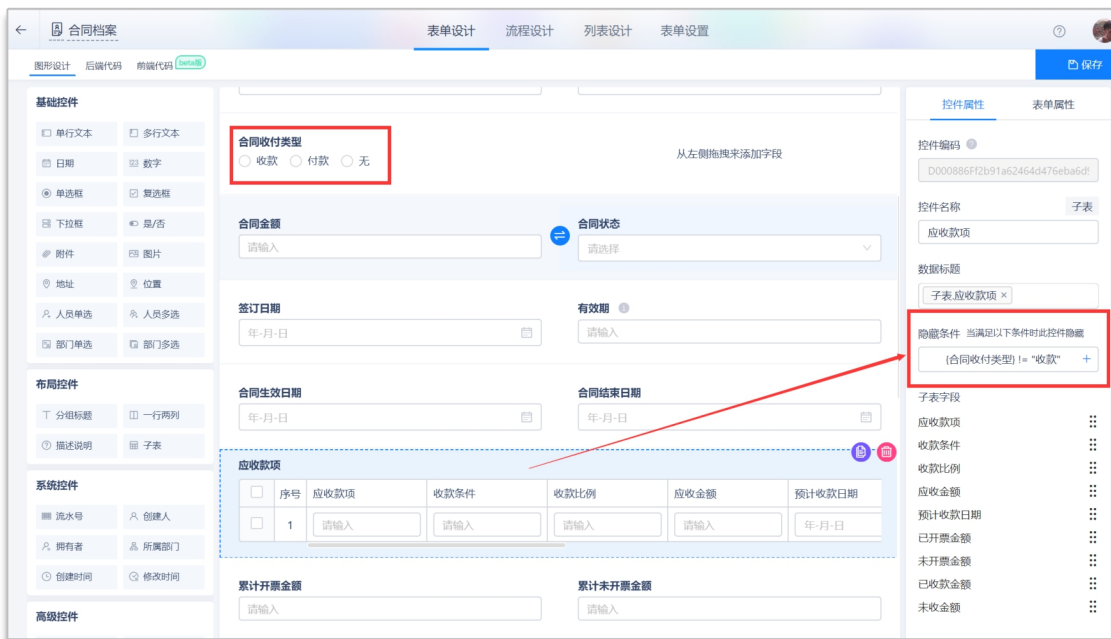 合同档案
表单设计 流程设计 列表设计 表单设置
图形设计 后端代码 前端代码 beta版
保存
基础控件
单行文本 多行文本
日期 数字
单选框 复选框
下拉框 是/否
附件 图片
地址 位置
人员单选 人员多选
部门单选 部门多选
布局控件
分组标题 一行两列
描述说明 子表
系统控件
流水号 创建人
拥有者 所属部门
创建时间 修改时间
高级控件
合同收付类型
收款 付款 无
从左侧拖拽来添加字段
合同金额 合同状态
请输入 请选择
签订日期 有效期
年-月-日 请输入
合同生效日期 合同结束日期
年-月-日 年-月-日
应收款项
序号 应收款项 收款条件 收款比例 应收金额 预计收款日期
1 请输入 请输入 请输入 请输入 年-月-日
累计开票金额 累计未开票金额
请输入 请输入
控件属性 表单属性
控件编码
D000886Ff2b91a62464d476eba6d!
控件名称 子表
应收款项
数据标题
子表.应收款项 ×
隐藏条件 当满足以下条件时此控件隐藏
{合同收付类型} != "收款" +
子表字段
应收款项
收款条件
收款比例
应收金额
预计收款日期
已开票金额
未开票金额
已收款金额
未收金额